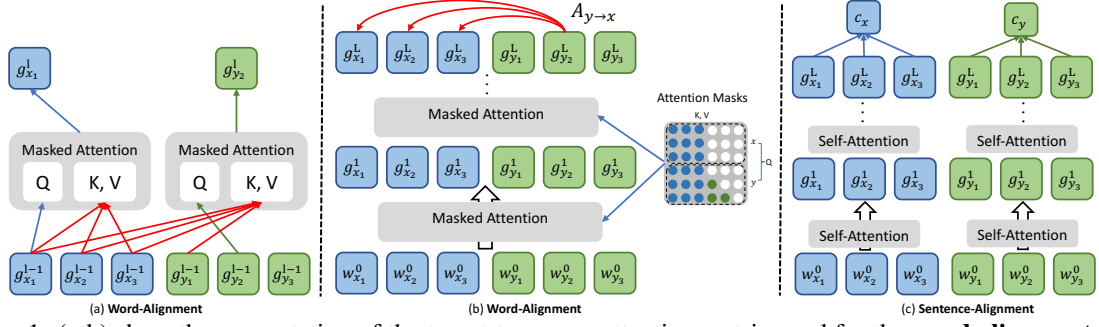 g^l_{x_1} g^l_{y_2}
Masked Attention Masked Attention
Q K, V Q K, V
g^{l-1}_{x_1} g^{l-1}_{x_2} g^{l-1}_{x_3} g^{l-1}_{y_1} g^{l-1}_{y_2} g^{l-1}_{y_3}
(a) Word-Alignment
A_{y→x}
g^L_{x_1} g^L_{x_2} g^L_{x_3} g^L_{y_1} g^L_{y_2} g^L_{y_3}
Masked Attention
Attention Masks
K, V
x
Q
y
g^1_{x_1} g^1_{x_2} g^1_{x_3} g^1_{y_1} g^1_{y_2} g^1_{y_3}
Masked Attention
w^0_{x_1} w^0_{x_2} w^0_{x_3} w^0_{y_1} w^0_{y_2} w^0_{y_3}
(b) Word-Alignment
c_x c_y
g^L_{x_1} g^L_{x_2} g^L_{x_3} g^L_{y_1} g^L_{y_2} g^L_{y_3}
Self-Attention Self-Attention
g^1_{x_1} g^1_{x_2} g^1_{x_3} g^1_{y_1} g^1_{y_2} g^1_{y_3}
Self-Attention Self-Attention
w^0_{x_1} w^0_{x_2} w^0_{x_3} w^0_{y_1} w^0_{y_2} w^0_{y_3}
(c) Sentence-Alignment